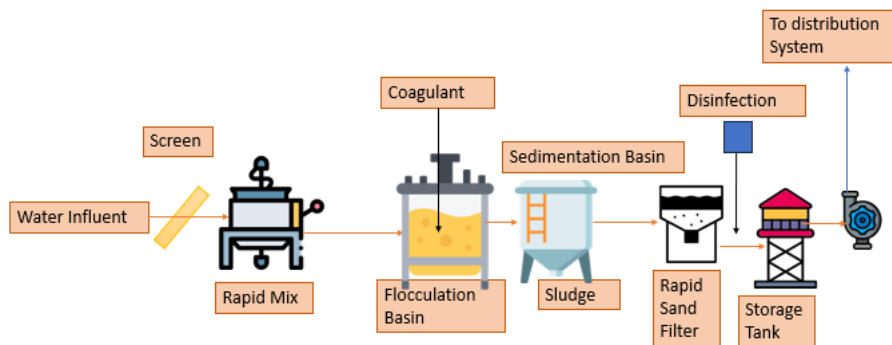 To distribution
System
Coagulant
Disinfection
Screen
Sedimentation Basin
Water Influent
Rapid Mix
Flocculation
Basin
Sludge
Rapid
Sand
Filter
Storage
Tank